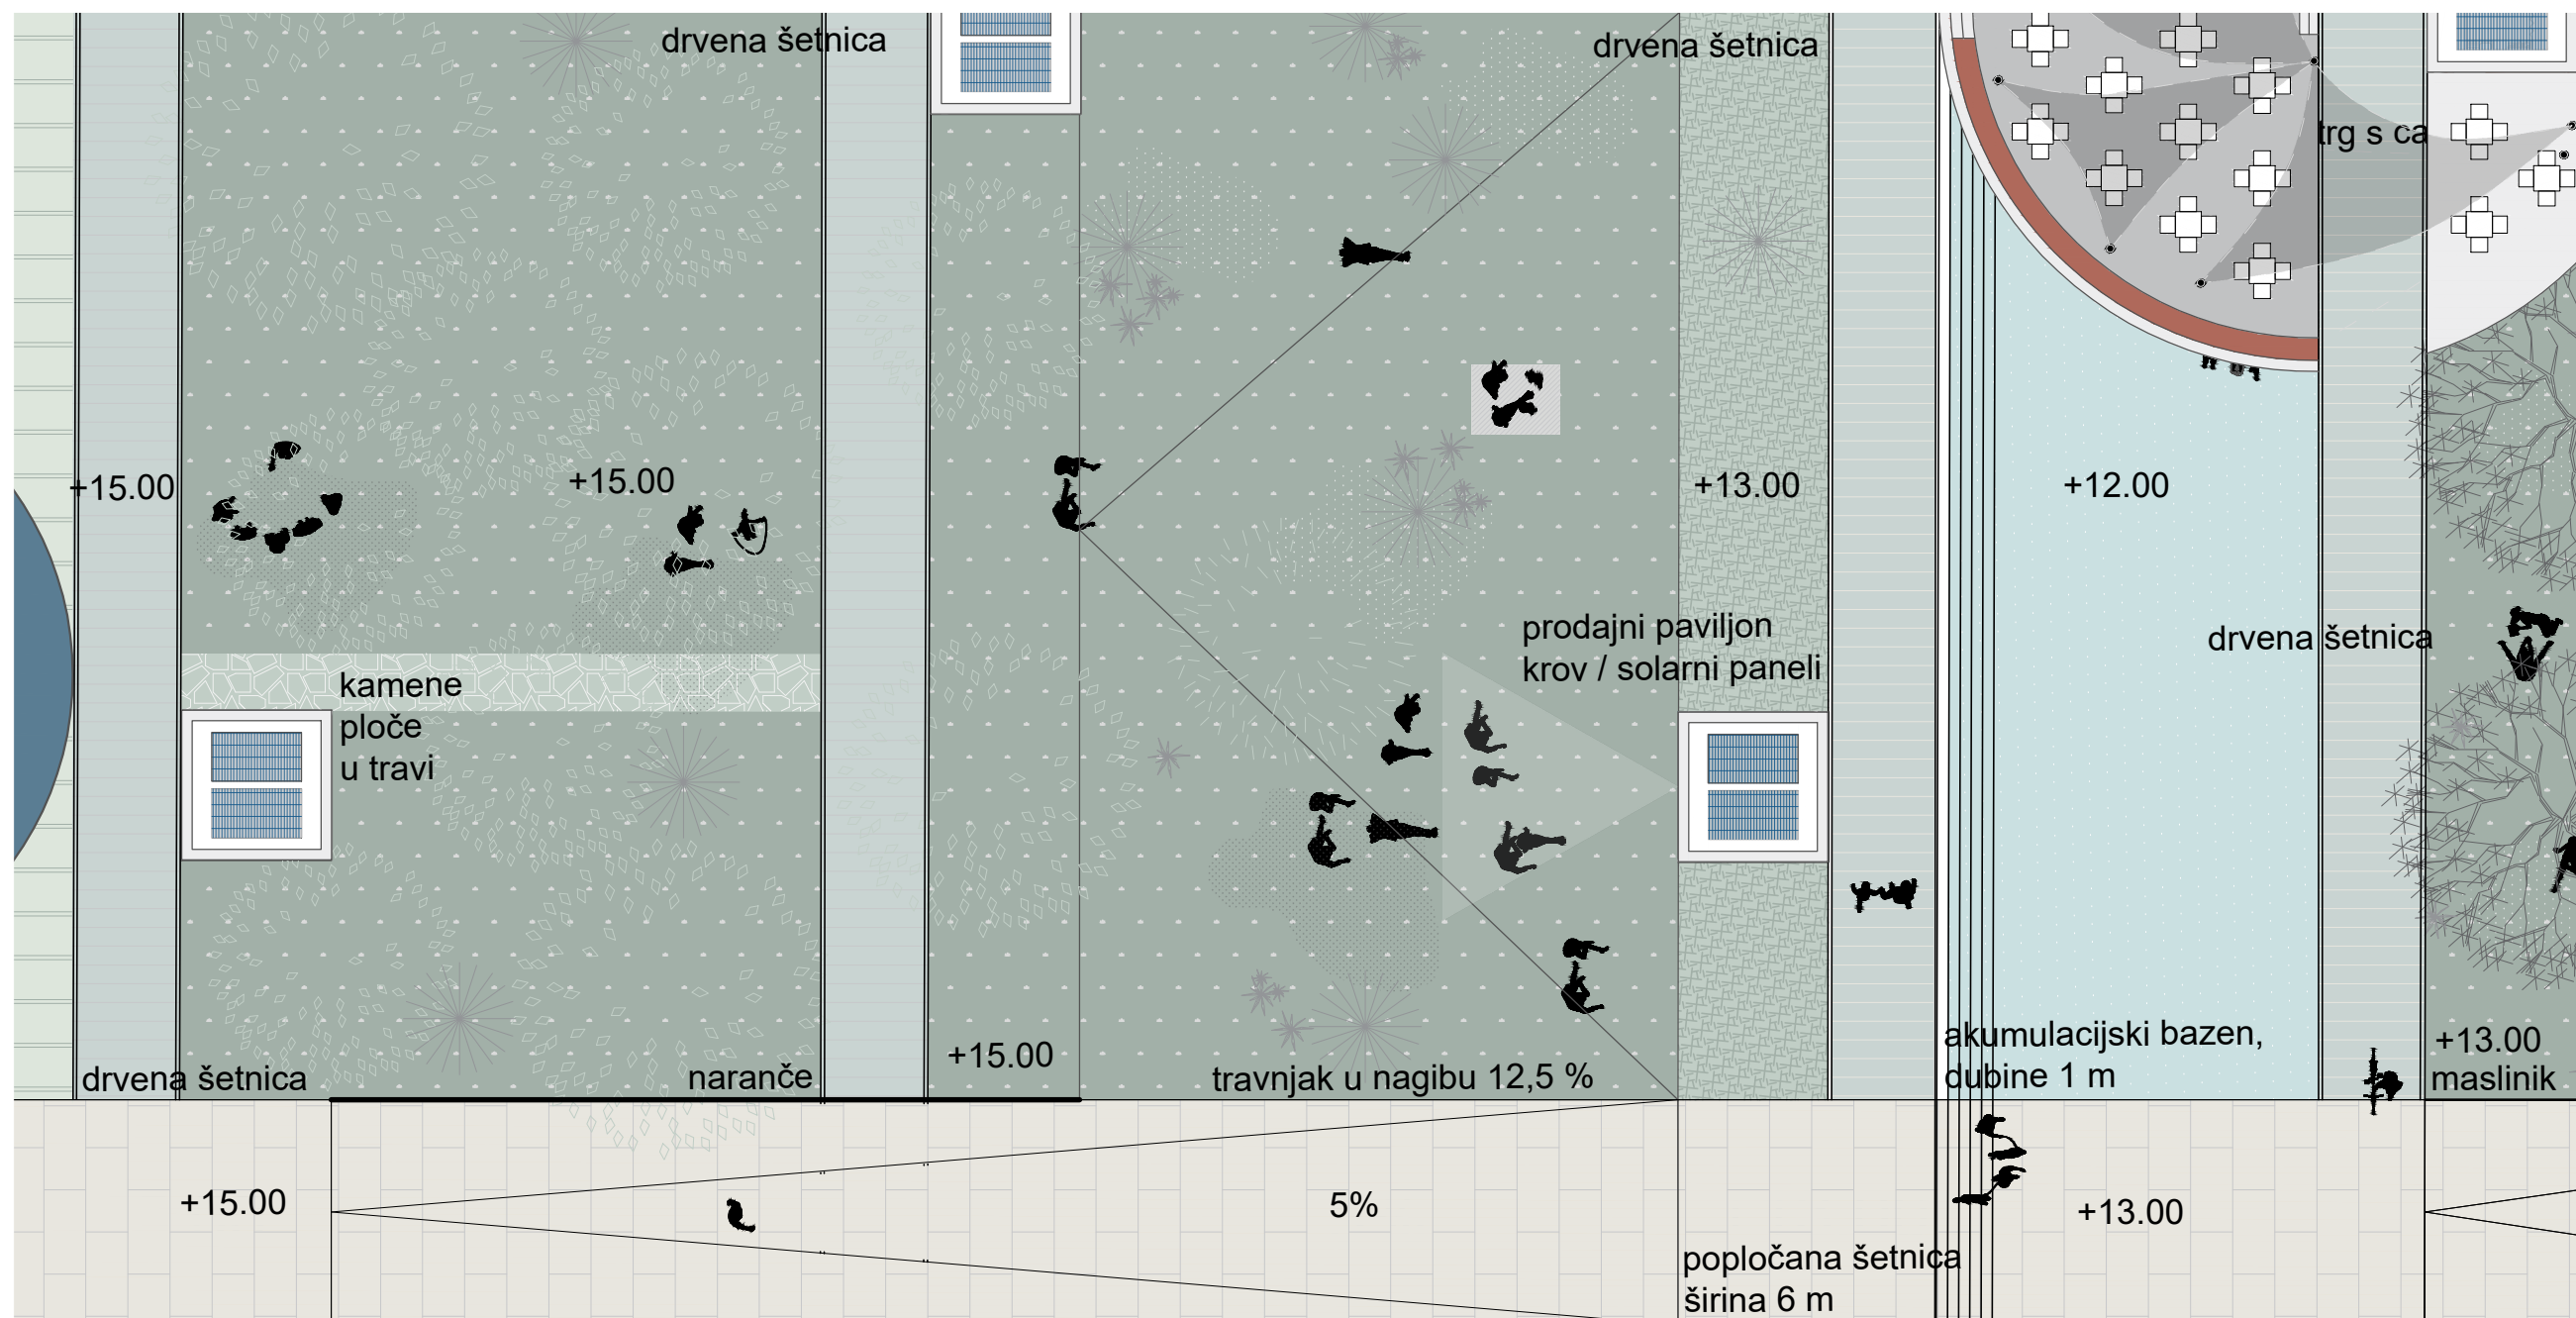 drvena šetnica
drvena šetnica
trg s ca
+15.00
+15.00
+13.00
+12.00
prodajni paviljon
krov / solarni paneli
drvena šetnica
kamene
ploče
u travi
akumulacijski bazen,
dubine 1 m
+13.00
maslinik
+15.00
drvena šetnica
naranče
travnjak u nagibu 12,5 %
+15.00
5%
+13.00
popločana šetnica
širina 6 m